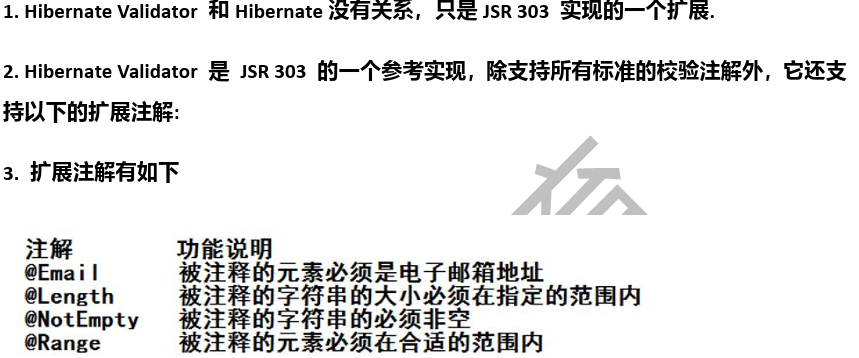 1. Hibernate Validator 和 Hibernate 没有关系，只是 JSR 303 实现的一个扩展.
2. Hibernate Validator 是 JSR 303 的一个参考实现，除支持所有标准的校验注解外，它还支
持以下的扩展注解:
3. 扩展注解有如下
注解 功能说明
@Email 被注释的元素必须是电子邮箱地址
@Length 被注释的字符串的大小必须在指定的范围内
@NotEmpty 被注释的字符串的必须非空
@Range 被注释的元素必须在合适的范围内